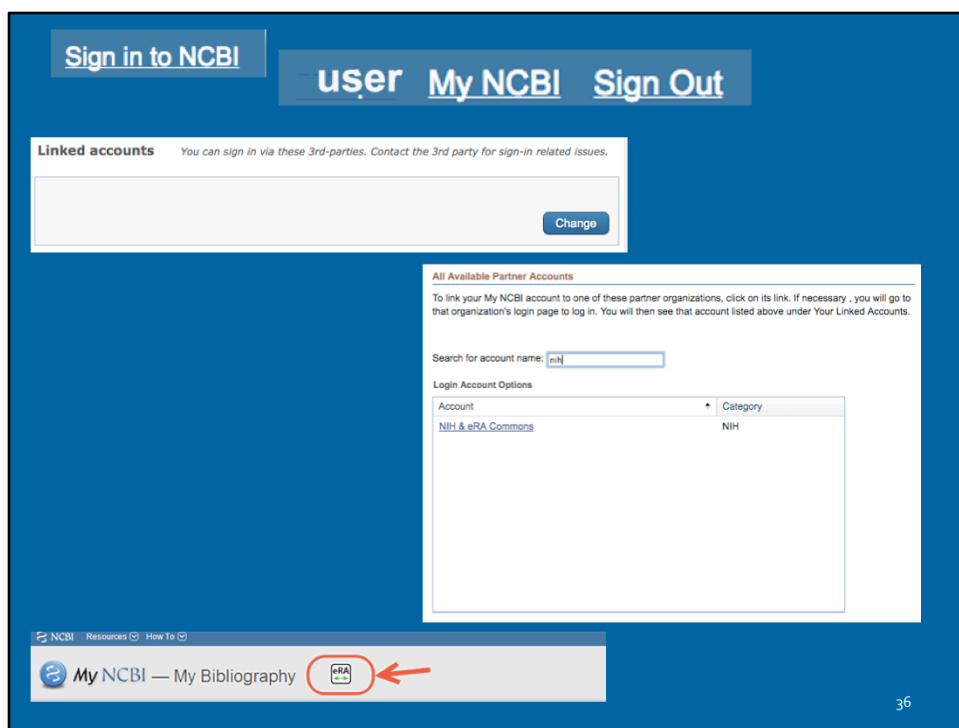 Sign in to NCBI
user My NCBI Sign Out
Linked accounts You can sign in via these 3rd-parties. Contact the 3rd party for sign-in related issues.
Change
All Available Partner Accounts
To link your My NCBI account to one of these partner organizations, click on its link. If necessary , you will go to
that organization's login page to log in. You will then see that account listed above under Your Linked Accounts.
Search for account name: nih
Login Account Options
Account Category
NIH & eRA Commons NIH
NCBI Resources How To
My NCBI — My Bibliography eRA
36